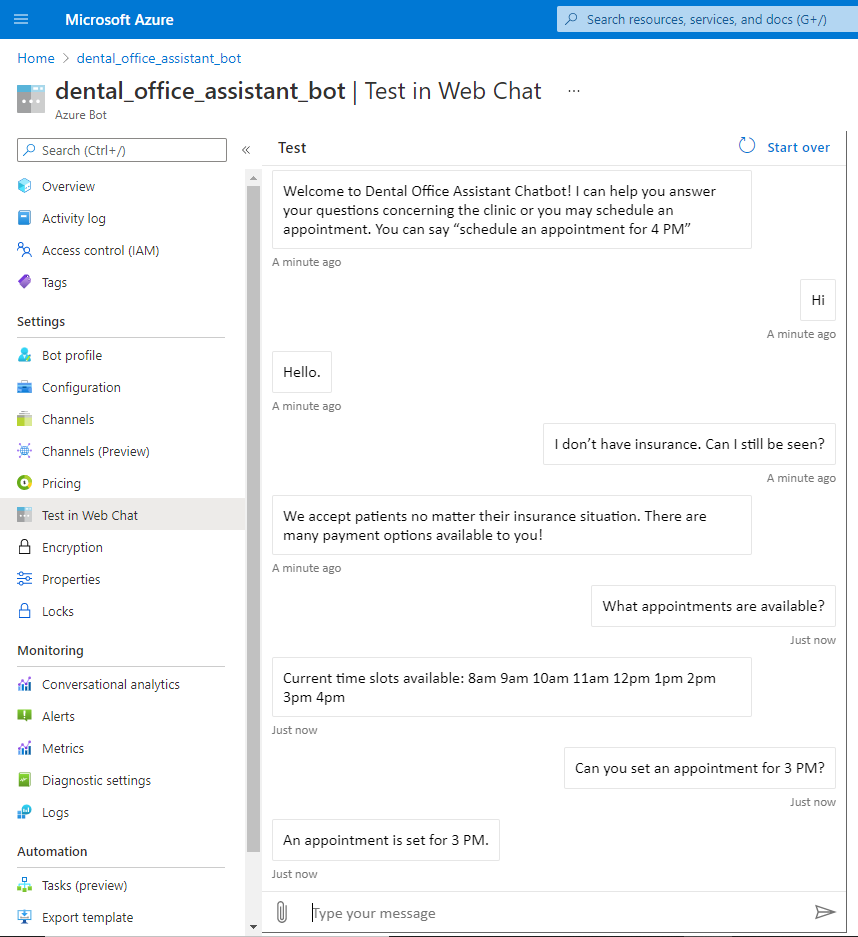 Microsoft Azure
Search resources, services, and docs (G+/)
Home > dental_office_assistant_bot
dental_office_assistant_bot | Test in Web Chat ...
Azure Bot
Search (Ctrl+/)
«
Overview
Activity log
Access control (IAM)
Tags
Settings
Bot profile
Configuration
Channels
Channels (Preview)
Pricing
Test in Web Chat
Encryption
Properties
Locks
Monitoring
Conversational analytics
Alerts
Metrics
Diagnostic settings
Logs
Automation
Tasks (preview)
Export template
Test
Start over
Welcome to Dental Office Assistant Chatbot! I can help you answer
your questions concerning the clinic or you may schedule an
appointment. You can say “schedule an appointment for 4 PM”
A minute ago
Hi
A minute ago
Hello.
A minute ago
I don’t have insurance. Can I still be seen?
A minute ago
We accept patients no matter their insurance situation. There are
many payment options available to you!
A minute ago
What appointments are available?
Just now
Current time slots available: 8am 9am 10am 11am 12pm 1pm 2pm
3pm 4pm
Just now
Can you set an appointment for 3 PM?
Just now
An appointment is set for 3 PM.
Just now
Type your message